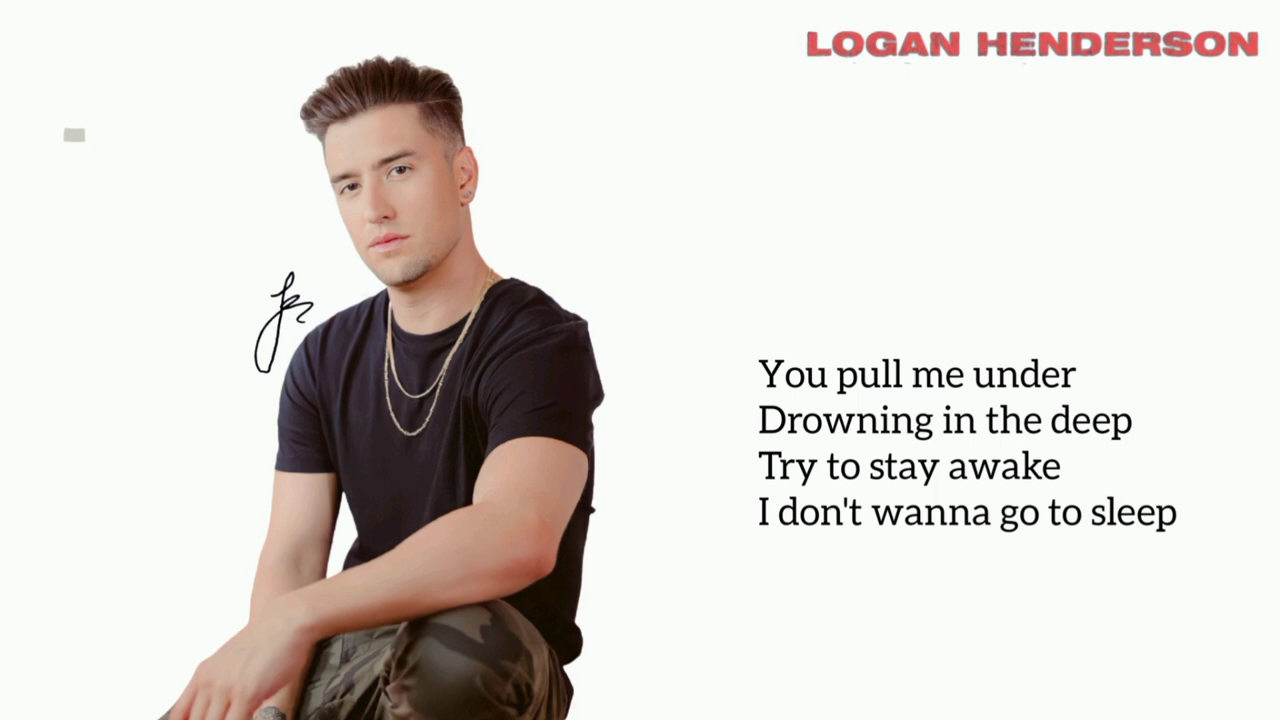 LOGAN HENDERSON
You pull me under
Drowning in the deep
Try to stay awake
I don't wanna go to sleep